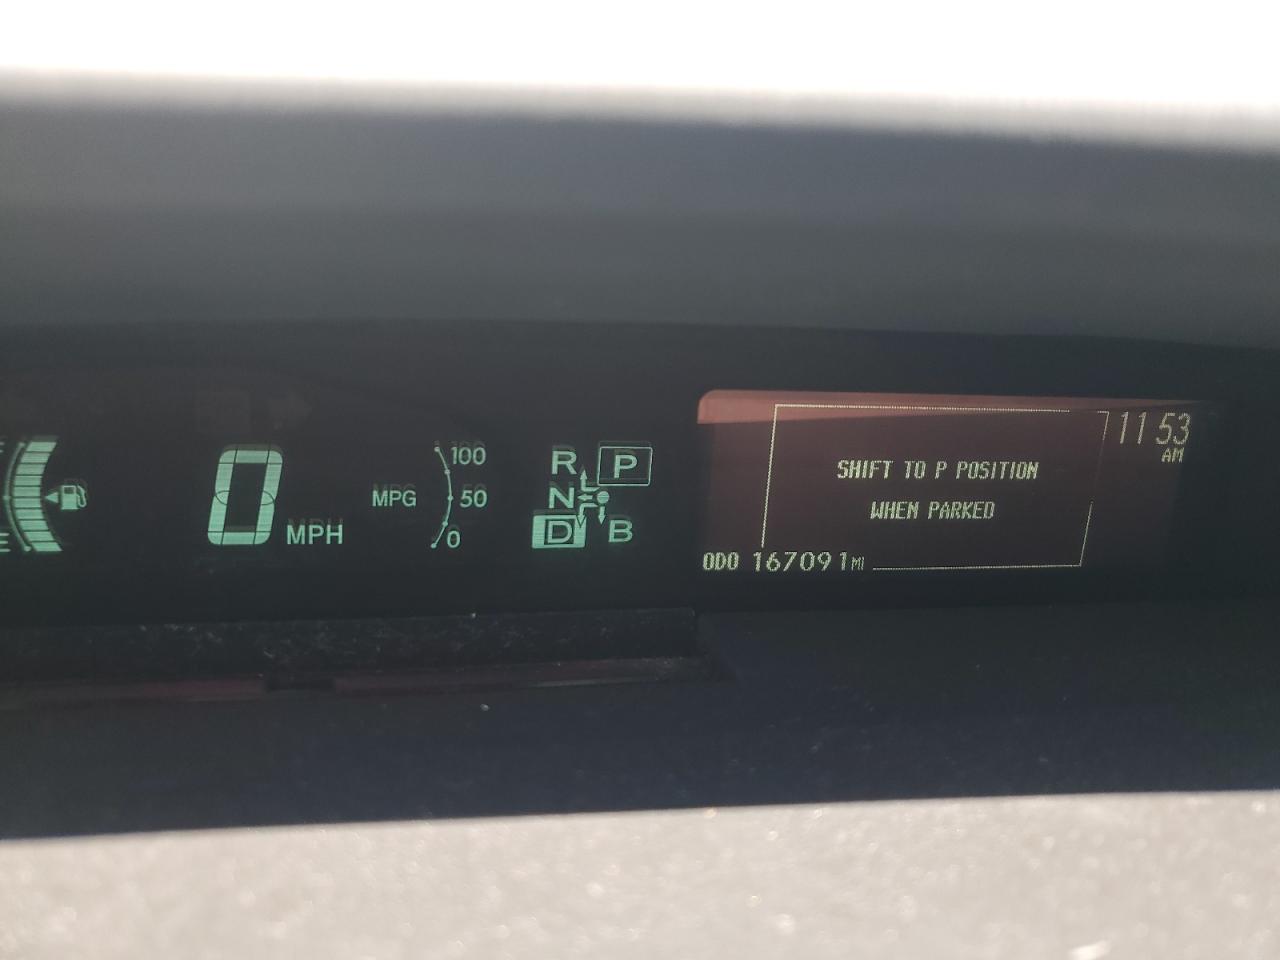 E
0
MPH
MPG
100
50
0
R
P
N
D
B
11 53
AM
SHIFT TO P POSITION
WHEN PARKED
ODO 167091 MI